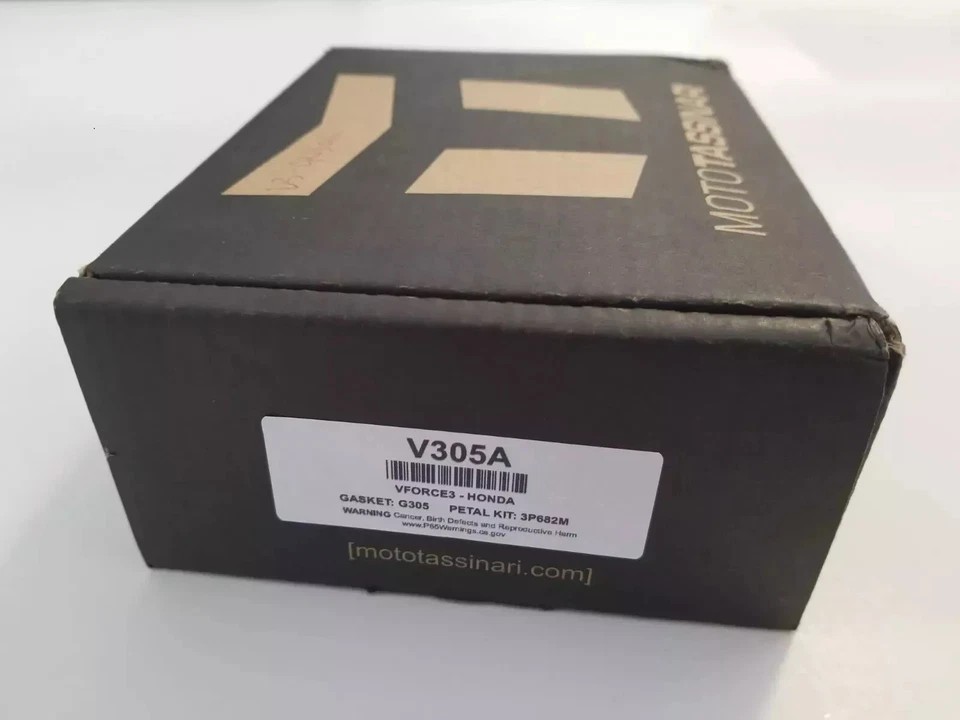 MOTOTASSINARI
V305A
VFORCE3 - HONDA
GASKET: G305 PETAL KIT: 3P682M
WARNING Cancer, Birth Defects and Reproductive Harm
www.P65Warnings.ca.gov
[mototassinari.com]